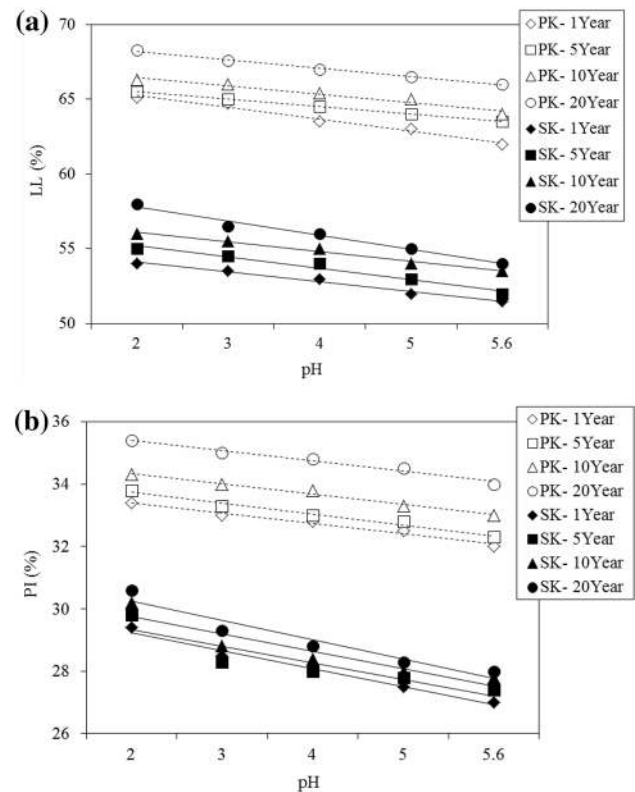 (a)
70
65
60
55
50
LL (%)
2 3 4 5 5.6
pH
PK- 1Year
PK- 5Year
PK- 10Year
PK- 20Year
SK- 1Year
SK- 5Year
SK- 10Year
SK- 20Year
(b)
36
34
32
30
28
26
PI (%)
2 3 4 5 5.6
pH
PK- 1Year
PK- 5Year
PK- 10Year
PK- 20Year
SK- 1Year
SK- 5Year
SK- 10Year
SK- 20Year